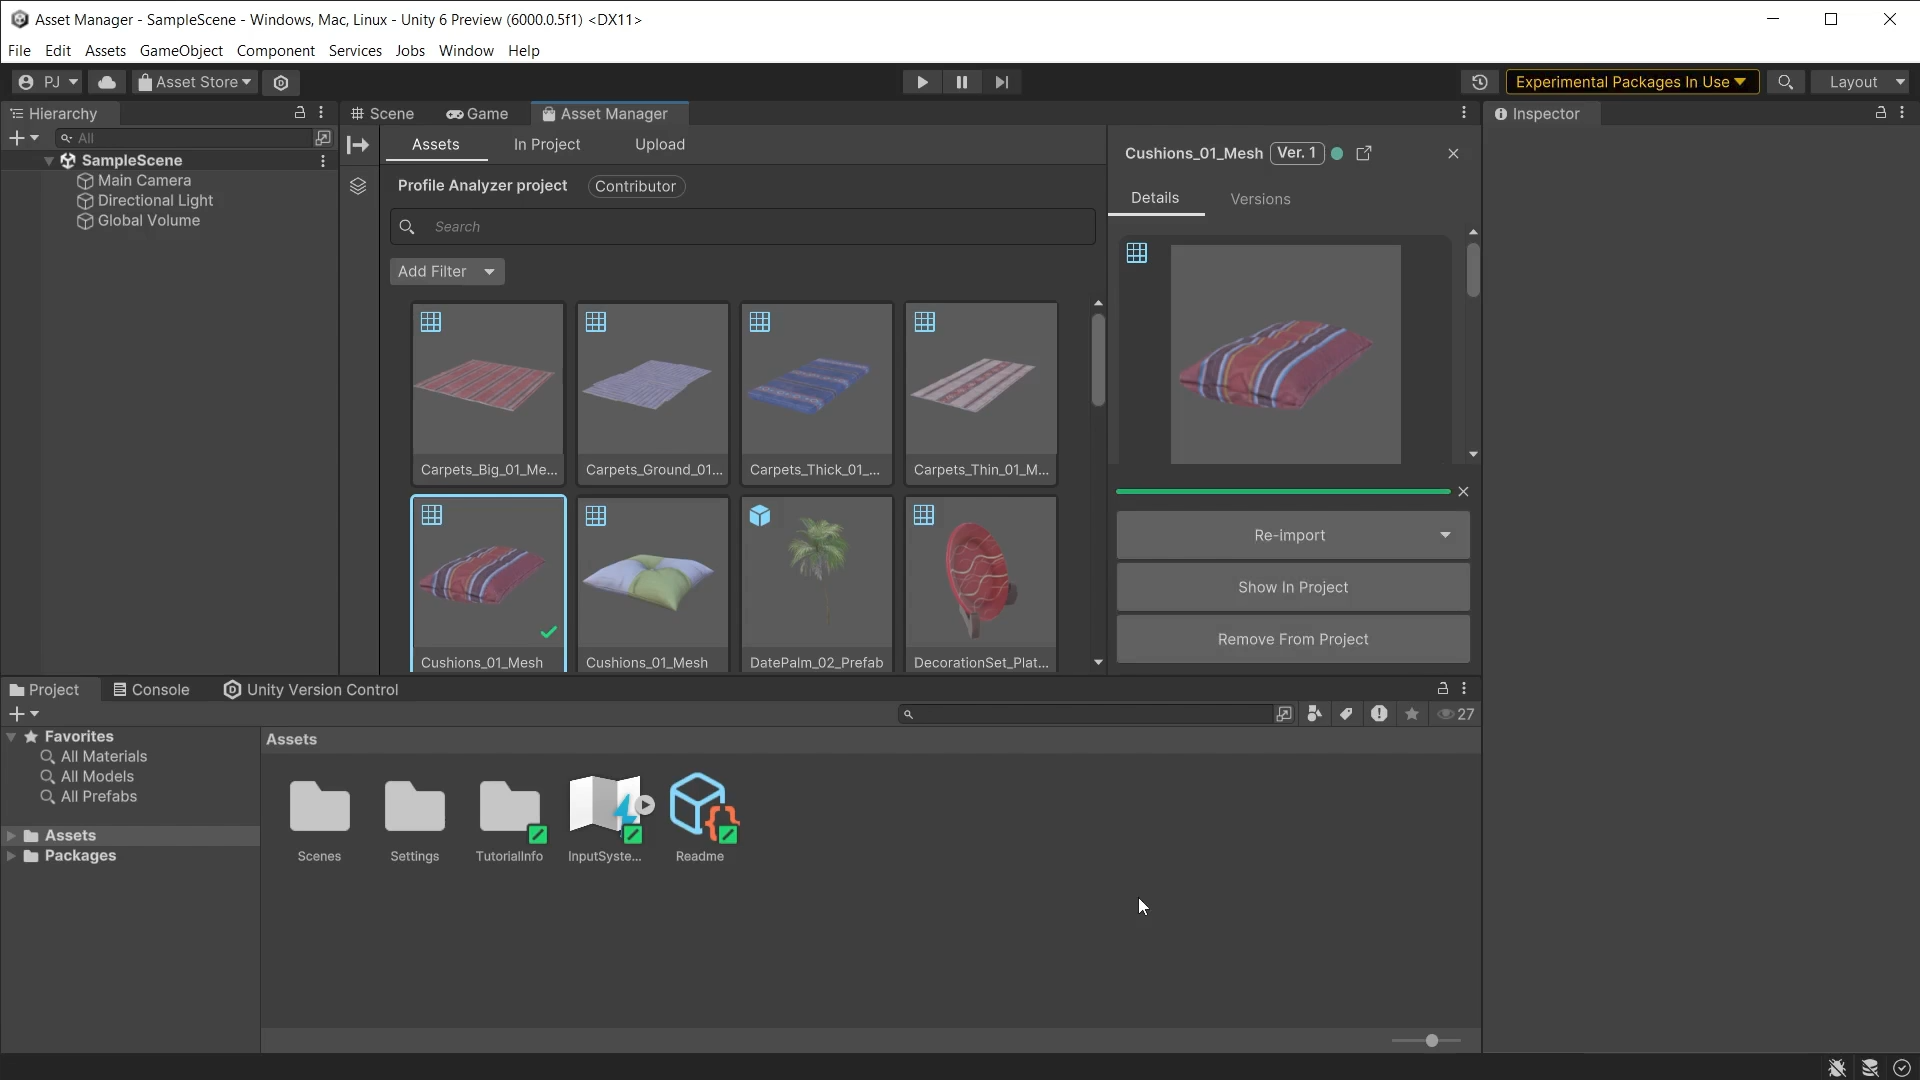 Asset Manager - SampleScene - Windows, Mac, Linux - Unity 6 Preview (6000.0.5f1) <DX11>
File Edit Assets GameObject Component Services Jobs Window Help
PJ Asset Store Experimental Packages In Use Layout
Hierarchy
All
SampleScene
Main Camera
Directional Light
Global Volume
Scene Game Asset Manager
Assets In Project Upload
Profile Analyzer project Contributor
Search
Add Filter
Carpets_Big_01_Me... Carpets_Ground_01... Carpets_Thick_01_... Carpets_Thin_01_M...
Cushions_01_Mesh Cushions_01_Mesh DatePalm_02_Prefab DecorationSet_Plat...
Cushions_01_Mesh Ver. 1
Details Versions
Re-import
Show In Project
Remove From Project
Inspector
Project Console Unity Version Control
27
Favorites
All Materials
All Models
All Prefabs
Assets
Packages
Assets
Scenes Settings TutorialInfo InputSyste... Readme